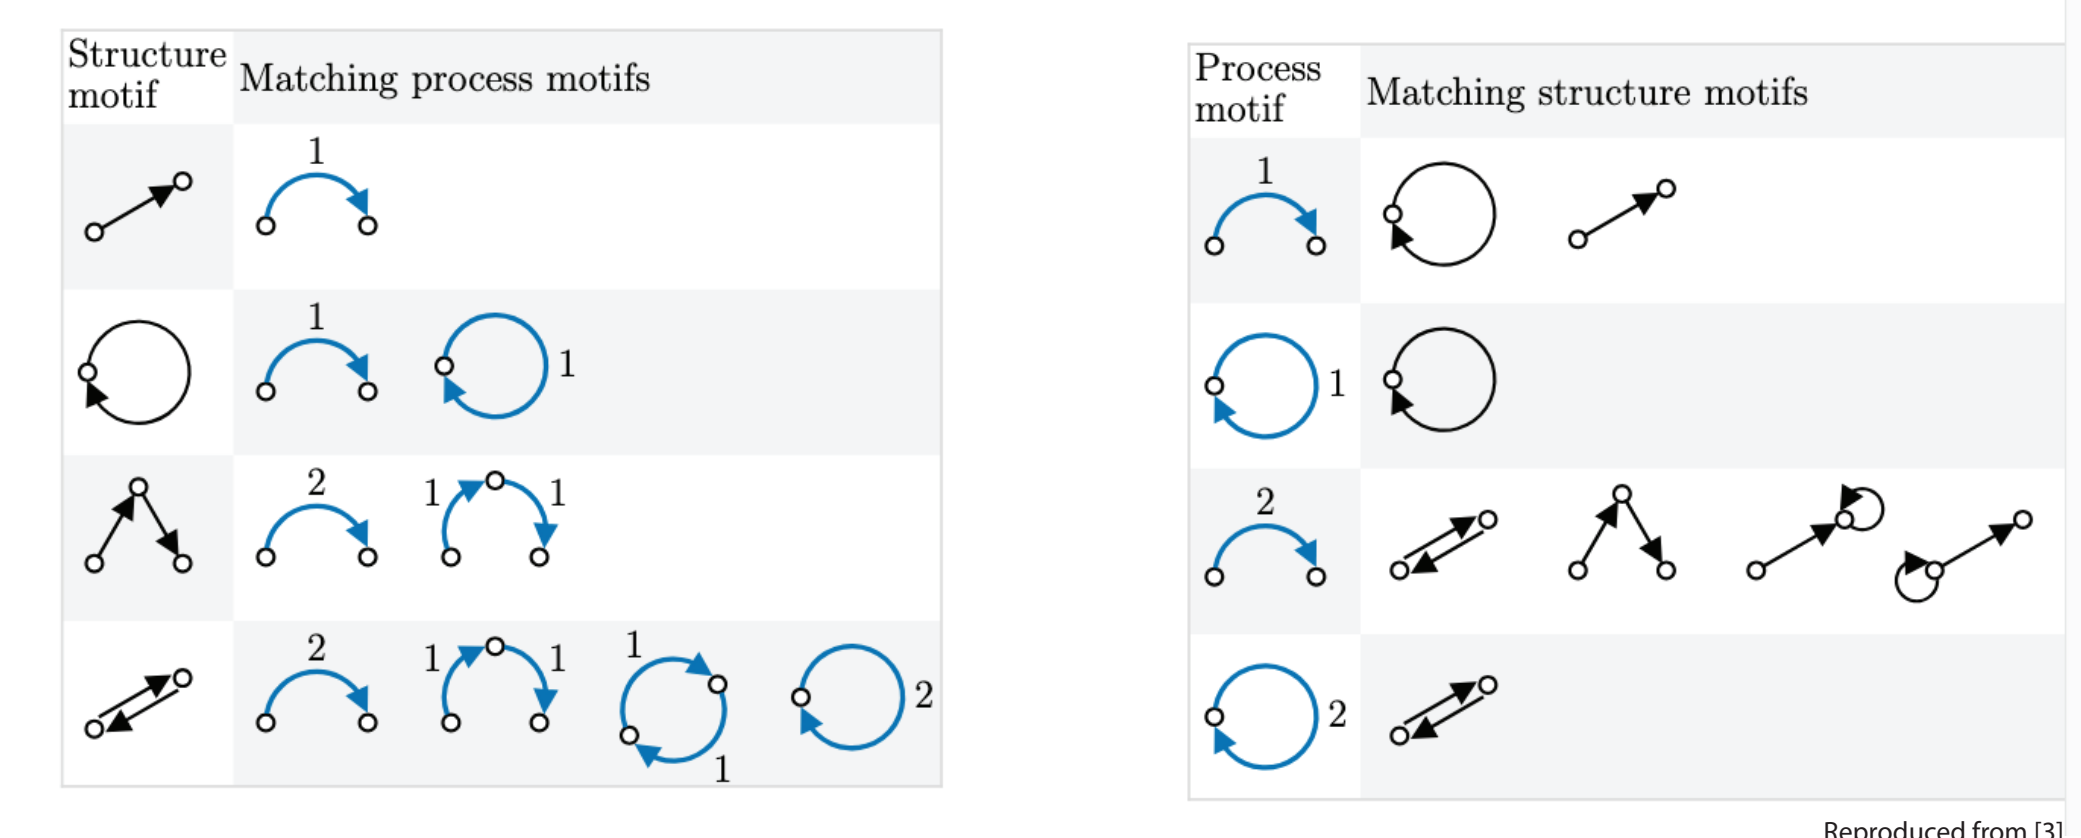 Structure
motif
Matching process motifs
1
1
1
2
1 1
2
1 1
1
1
2
Process
motif
Matching structure motifs
1
1
2
2
Reproduced from [3]